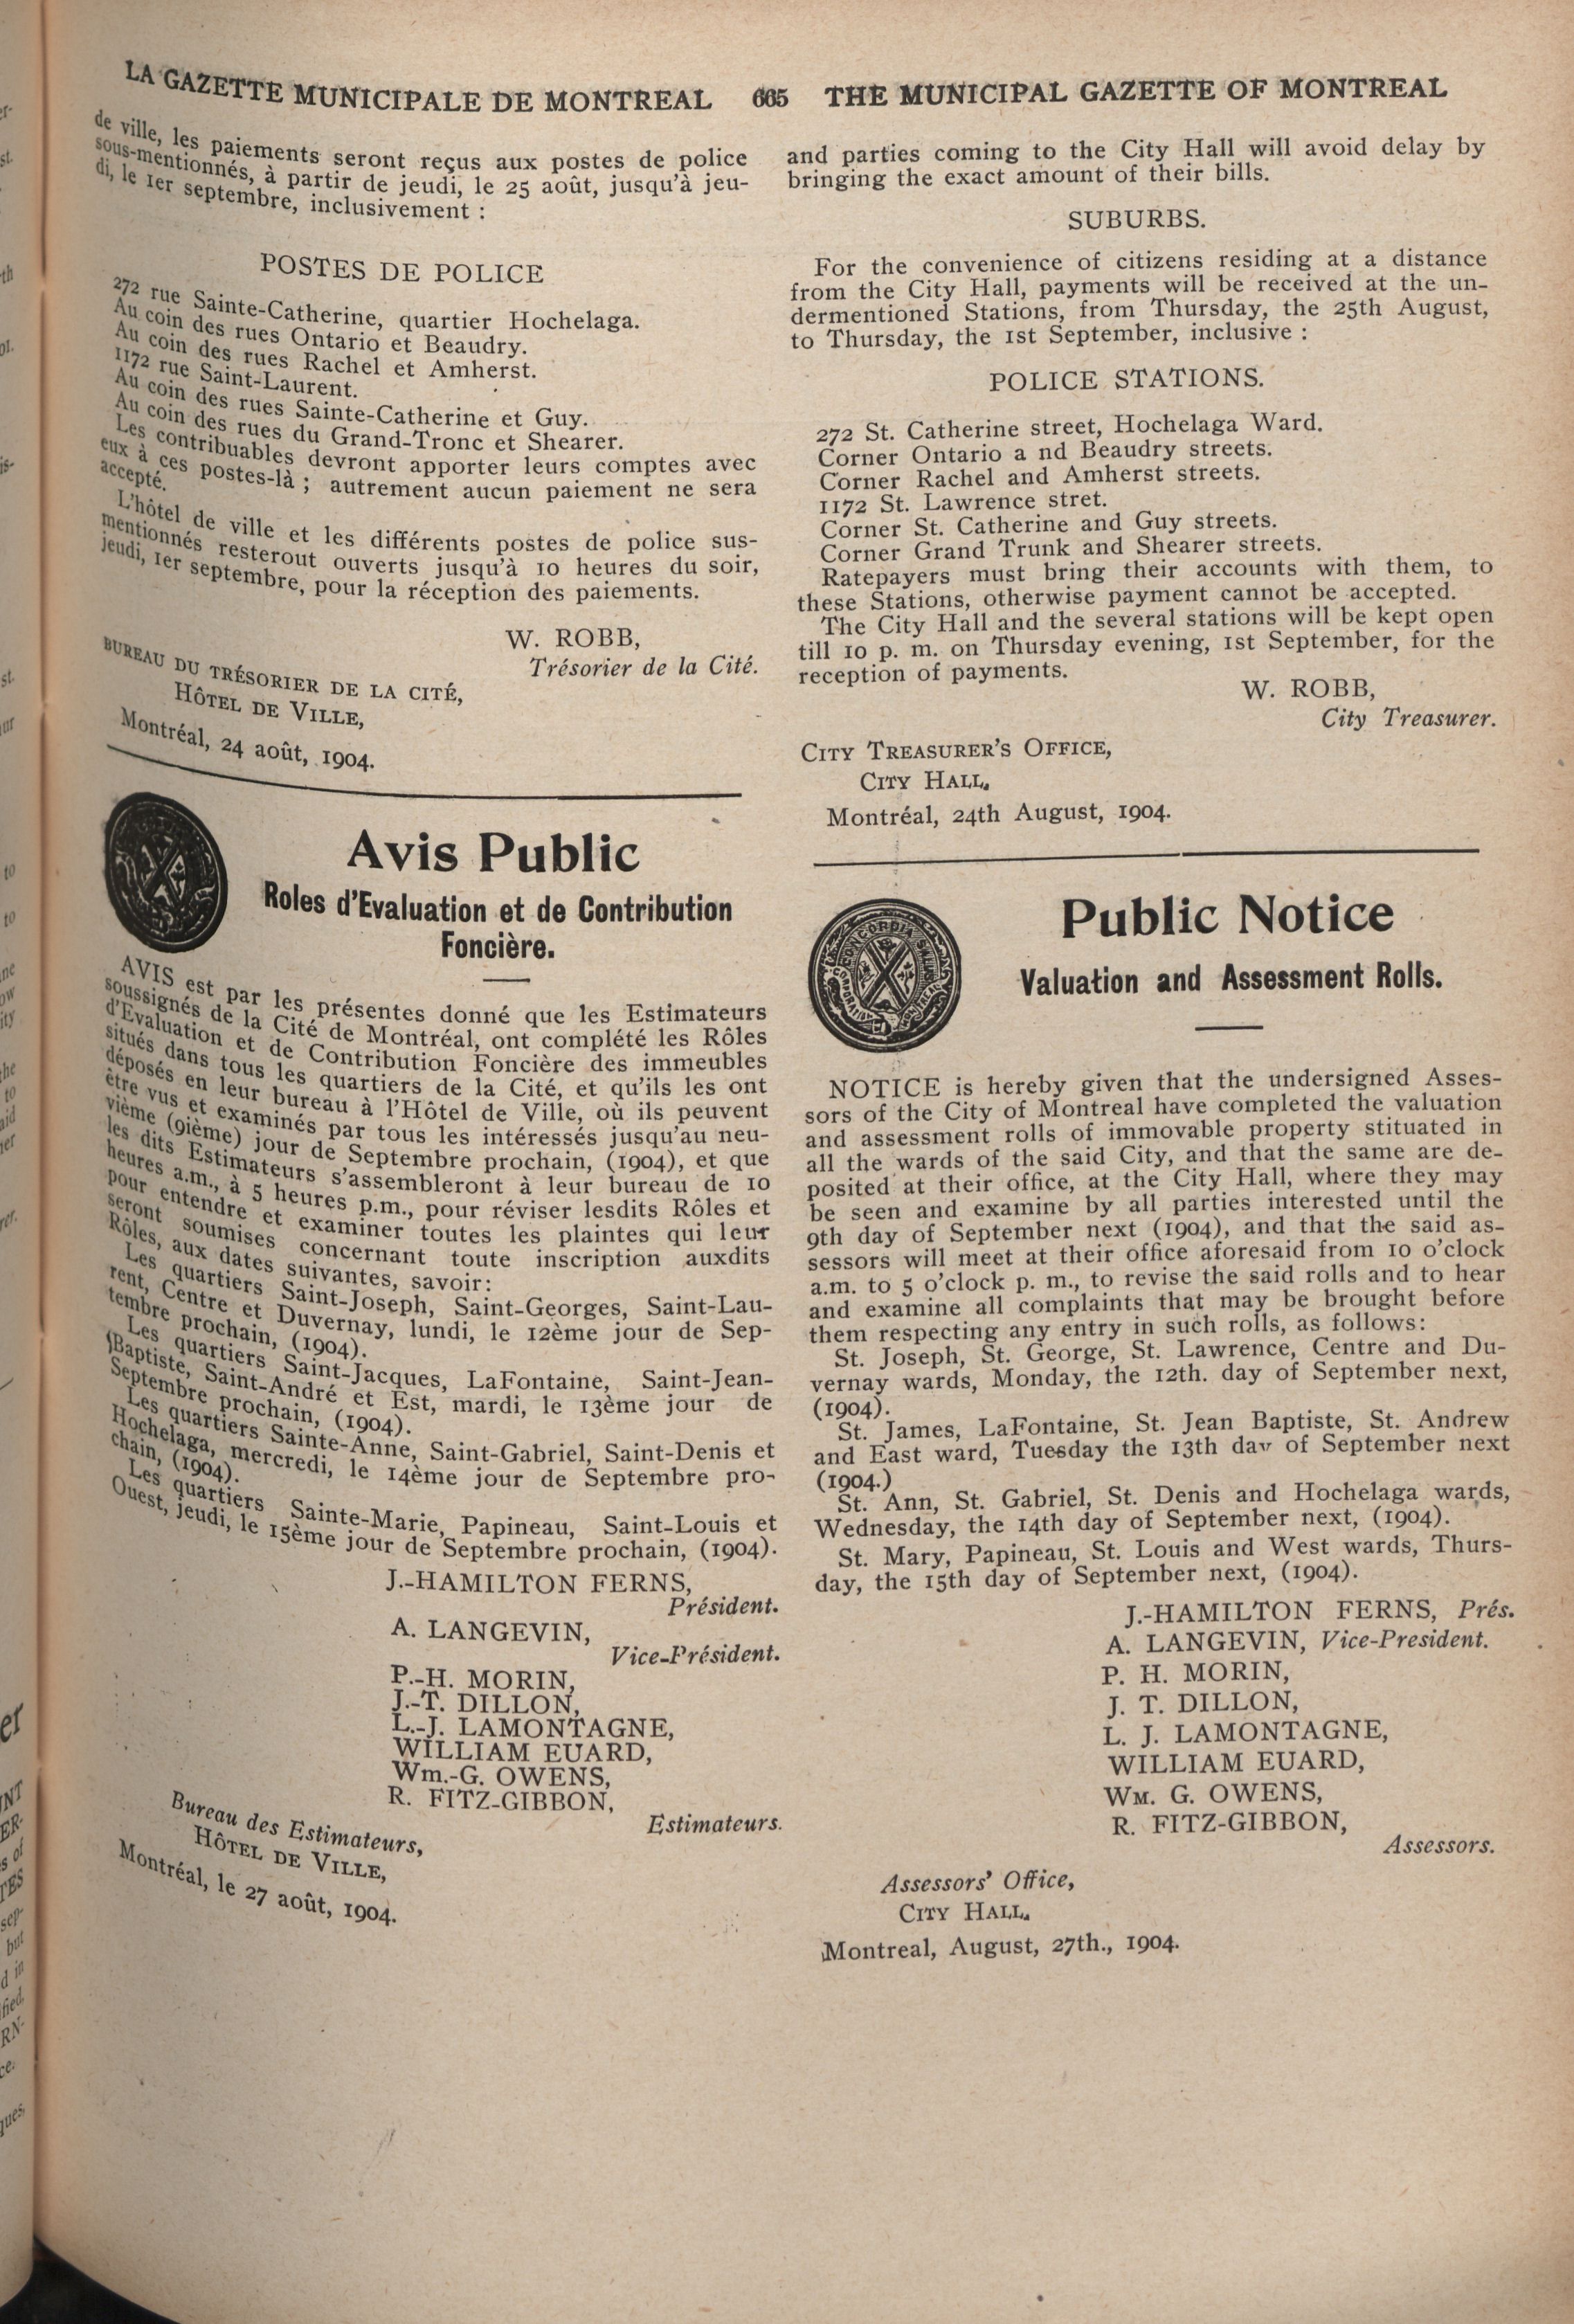 LA GAZETTE MUNICIPALE DE MONTREAL 665 THE MUNICIPAL GAZETTE OF MONTREAL
de ville, les paiements seront reçus aux postes de police
sous-mentionnés, à partir de jeudi, le 25 août, jusqu'à jeu-
di, le 1er septembre, inclusivement :
POSTES DE POLICE
272 rue Sainte-Catherine, quartier Hochelaga.
Au coin des rues Ontario et Beaudry.
Au coin des rues Rachel et Amherst.
1172 rue Saint-Laurent.
Au coin des rues Sainte-Catherine et Guy.
Au coin des rues du Grand-Tronc et Shearer.
Les contribuables devront apporter leurs comptes avec
eux à ces postes-là ; autrement aucun paiement ne sera
accepté.
L'hôtel de ville et les différents postes de police sus-
mentionnés resterout ouverts jusqu'à 10 heures du soir,
jeudi, 1er septembre, pour la réception des paiements.
W. ROBB,
Trésorier de la Cité.
BUREAU DU TRÉSORIER DE LA CITÉ,
HÔTEL DE VILLE,
Montréal, 24 août, 1904.
Avis Public
Roles d'Evaluation et de Contribution
Foncière.
AVIS est par les présentes donné que les Estimateurs
soussignés de la Cité de Montréal, ont complété les Rôles
d'Evaluation et de Contribution Foncière des immeubles
situés dans tous les quartiers de la Cité, et qu'ils les ont
déposés en leur bureau à l'Hôtel de Ville, où ils peuvent
être vus et examinés par tous les intéressés jusqu'au neu-
vième (9ième) jour de Septembre prochain, (1904), et que
les dits Estimateurs s'assembleront à leur bureau de 10
heures a.m., à 5 heures p.m., pour réviser lesdits Rôles et
pour entendre et examiner toutes les plaintes qui leur
seront soumises concernant toute inscription auxdits
Rôles, aux dates suivantes, savoir:
Les quartiers Saint-Joseph, Saint-Georges, Saint-Lau-
rent, Centre et Duvernay, lundi, le 12ème jour de Sep-
tembre prochain, (1904).
Les quartiers Saint-Jacques, LaFontaine, Saint-Jean-
Baptiste, Saint-André et Est, mardi, le 13ème jour de
Septembre prochain, (1904).
Les quartiers Sainte-Anne, Saint-Gabriel, Saint-Denis et
Hochelaga, mercredi, le 14ème jour de Septembre pro-
chain, (1904).
Les quartiers Sainte-Marie, Papineau, Saint-Louis et
Ouest, jeudi, le 15ème jour de Septembre prochain, (1904).
J.-HAMILTON FERNS,
Président.
A. LANGEVIN,
Vice-Président.
P.-H. MORIN,
J.-T. DILLON,
L.-J. LAMONTAGNE,
WILLIAM EUARD,
Wm.-G. OWENS,
R. FITZ-GIBBON,
Estimateurs.
Bureau des Estimateurs,
HÔTEL DE VILLE,
Montréal, le 27 août, 1904.
and parties coming to the City Hall will avoid delay by
bringing the exact amount of their bills.
SUBURBS.
For the convenience of citizens residing at a distance
from the City Hall, payments will be received at the un-
dermentioned Stations, from Thursday, the 25th August,
to Thursday, the 1st September, inclusive :
POLICE STATIONS.
272 St. Catherine street, Hochelaga Ward.
Corner Ontario a nd Beaudry streets.
Corner Rachel and Amherst streets.
1172 St. Lawrence stret.
Corner St. Catherine and Guy streets.
Corner Grand Trunk and Shearer streets.
Ratepayers must bring their accounts with them, to
these Stations, otherwise payment cannot be accepted.
The City Hall and the several stations will be kept open
till 10 p. m. on Thursday evening, 1st September, for the
reception of payments.
W. ROBB,
City Treasurer.
CITY TREASURER'S OFFICE,
CITY HALL,
Montréal, 24th August, 1904.
Public Notice
Valuation and Assessment Rolls.
NOTICE is hereby given that the undersigned Asses-
sors of the City of Montreal have completed the valuation
and assessment rolls of immovable property stituated in
all the wards of the said City, and that the same are de-
posited at their office, at the City Hall, where they may
be seen and examine by all parties interested until the
9th day of September next (1904), and that the said as-
sessors will meet at their office aforesaid from 10 o'clock
a.m. to 5 o'clock p. m., to revise the said rolls and to hear
and examine all complaints that may be brought before
them respecting any entry in such rolls, as follows:
St. Joseph, St. George, St. Lawrence, Centre and Du-
vernay wards, Monday, the 12th. day of September next,
(1904).
St. James, LaFontaine, St. Jean Baptiste, St. Andrew
and East ward, Tuesday the 13th day of September next
(1904.)
St. Ann, St. Gabriel, St. Denis and Hochelaga wards,
Wednesday, the 14th day of September next, (1904).
St. Mary, Papineau, St. Louis and West wards, Thurs-
day, the 15th day of September next, (1904).
J.-HAMILTON FERNS, Prés.
A. LANGEVIN, Vice-President.
P. H. MORIN,
J. T. DILLON,
L. J. LAMONTAGNE,
WILLIAM EUARD,
WM. G. OWENS,
R. FITZ-GIBBON,
Assessors.
Assessors' Office,
CITY HALL,
Montreal, August, 27th., 1904.